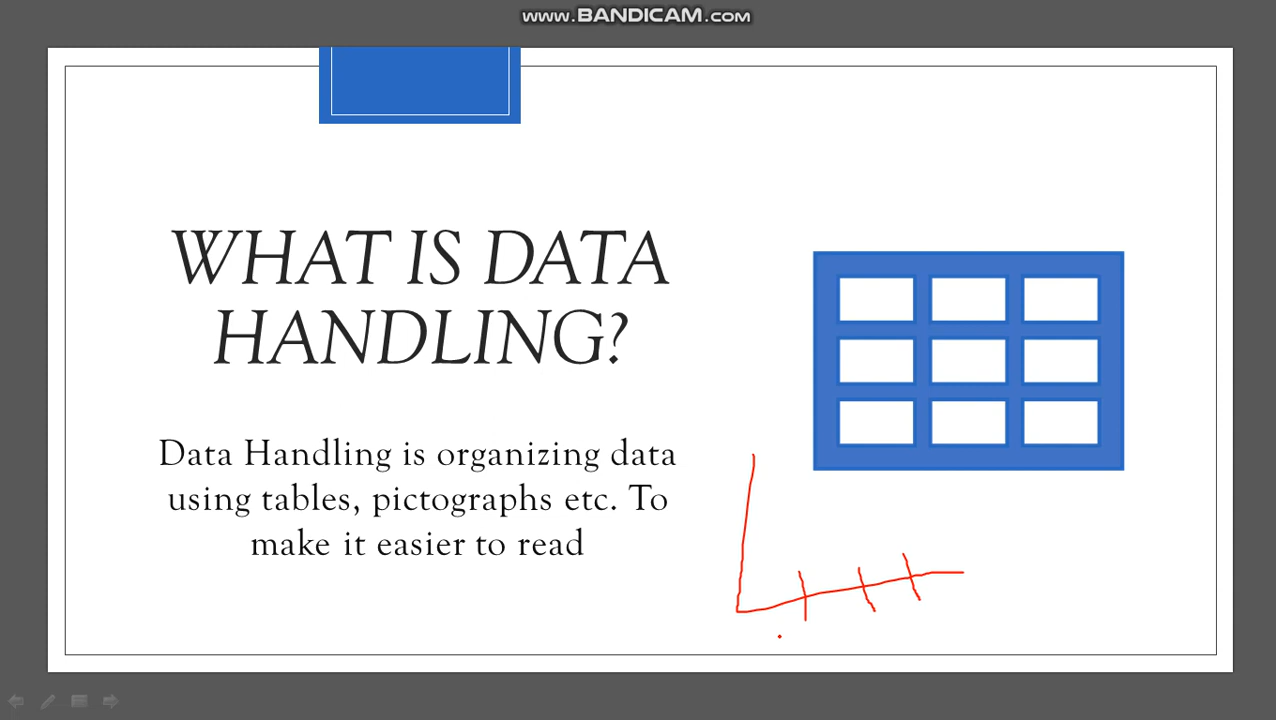 www.BANDICAM.com
WHAT IS DATA
HANDLING?
Data Handling is organizing data
using tables, pictographs etc. To
make it easier to read